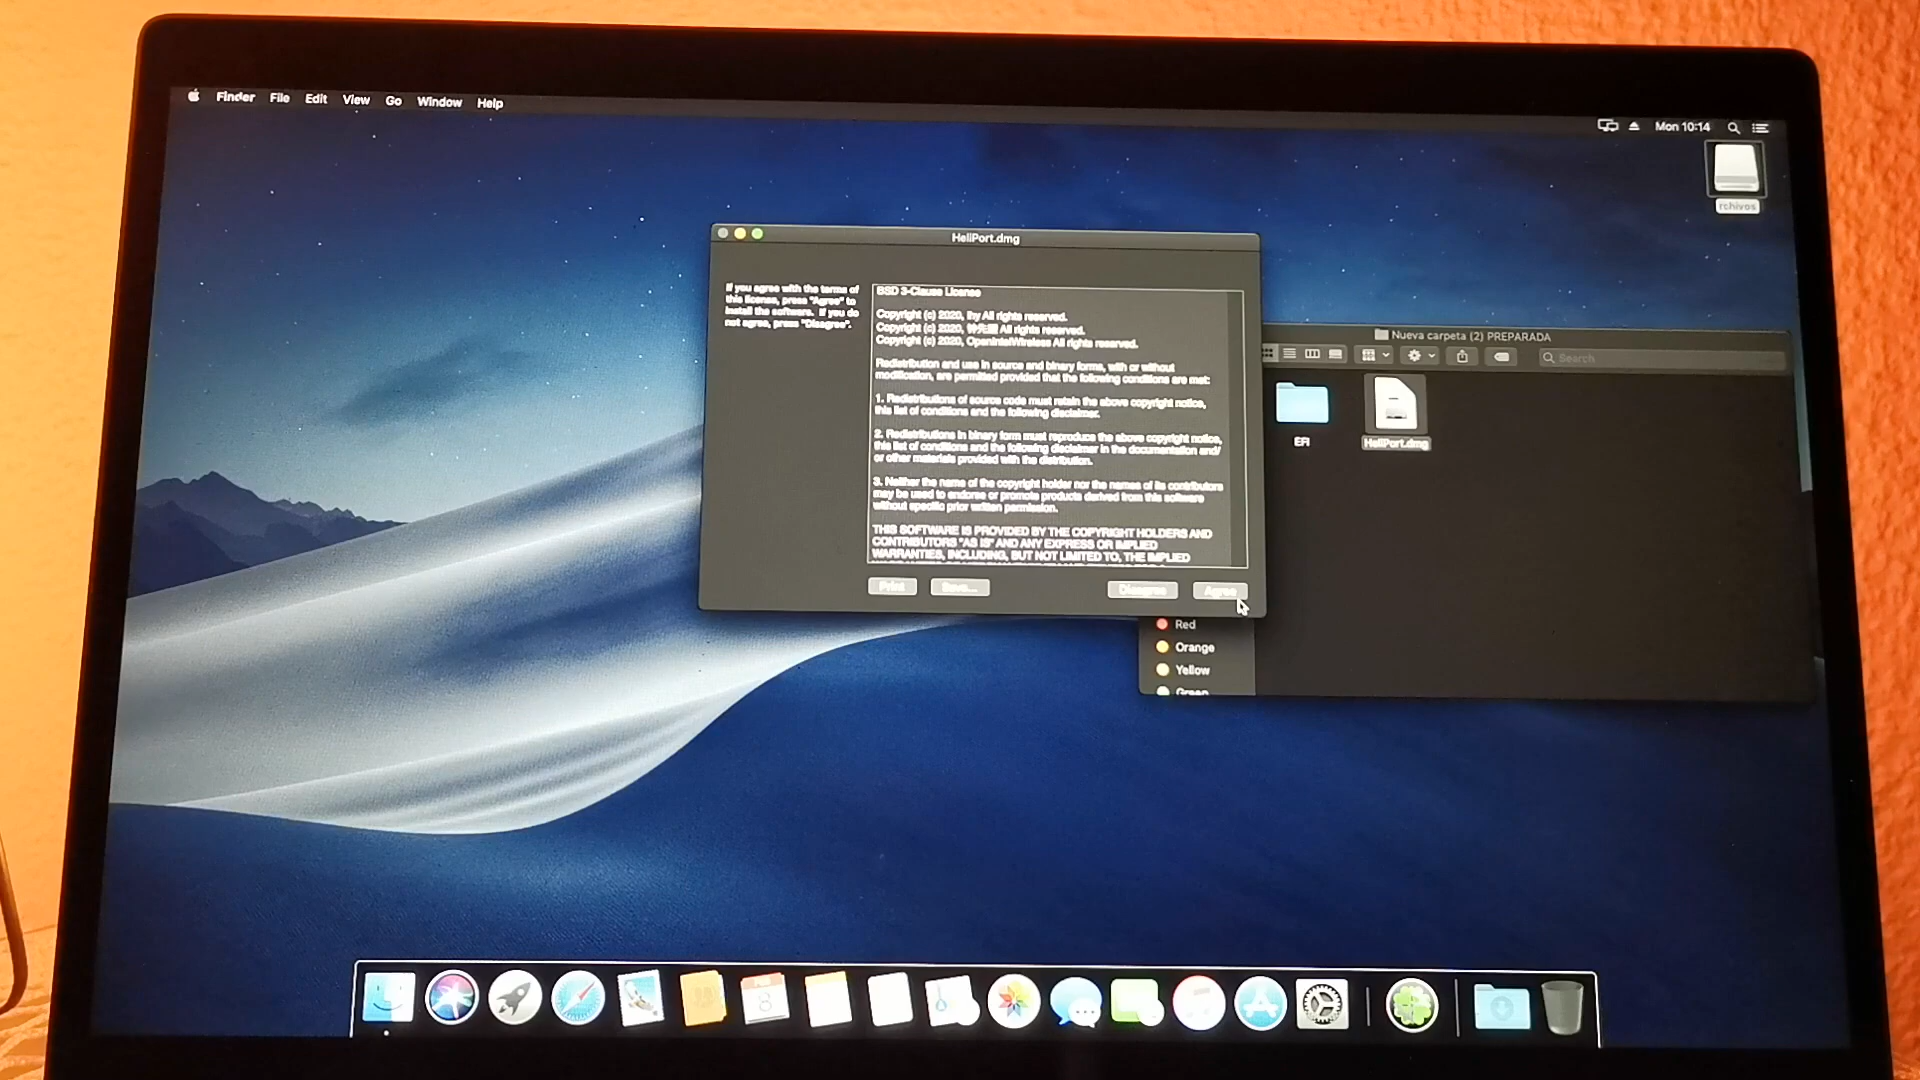 Finder File Edit View Go Window Help
Mon 10:14
rchivos
HeliPort.dmg
If you agree with the terms of
this license, press "Agree" to
install the software. If you do
not agree, press "Disagree".
BSD 3-Clause License
Copyright (c) 2020, lhy All rights reserved.
Copyright (c) 2020, 钟先耀 All rights reserved.
Copyright (c) 2020, OpenIntelWireless All rights reserved.
Redistribution and use in source and binary forms, with or without
modification, are permitted provided that the following conditions are met:
1. Redistributions of source code must retain the above copyright notice,
this list of conditions and the following disclaimer.
2. Redistributions in binary form must reproduce the above copyright notice,
this list of conditions and the following disclaimer in the documentation and/
or other materials provided with the distribution.
3. Neither the name of the copyright holder nor the names of its contributors
may be used to endorse or promote products derived from this software
without specific prior written permission.
THIS SOFTWARE IS PROVIDED BY THE COPYRIGHT HOLDERS AND
CONTRIBUTORS "AS IS" AND ANY EXPRESS OR IMPLIED
WARRANTIES, INCLUDING, BUT NOT LIMITED TO, THE IMPLIED
Print Save... Disagree Agree
Nueva carpeta (2) PREPARADA
Search
EFI
HeliPort.dmg
Red
Orange
Yellow
Green
8